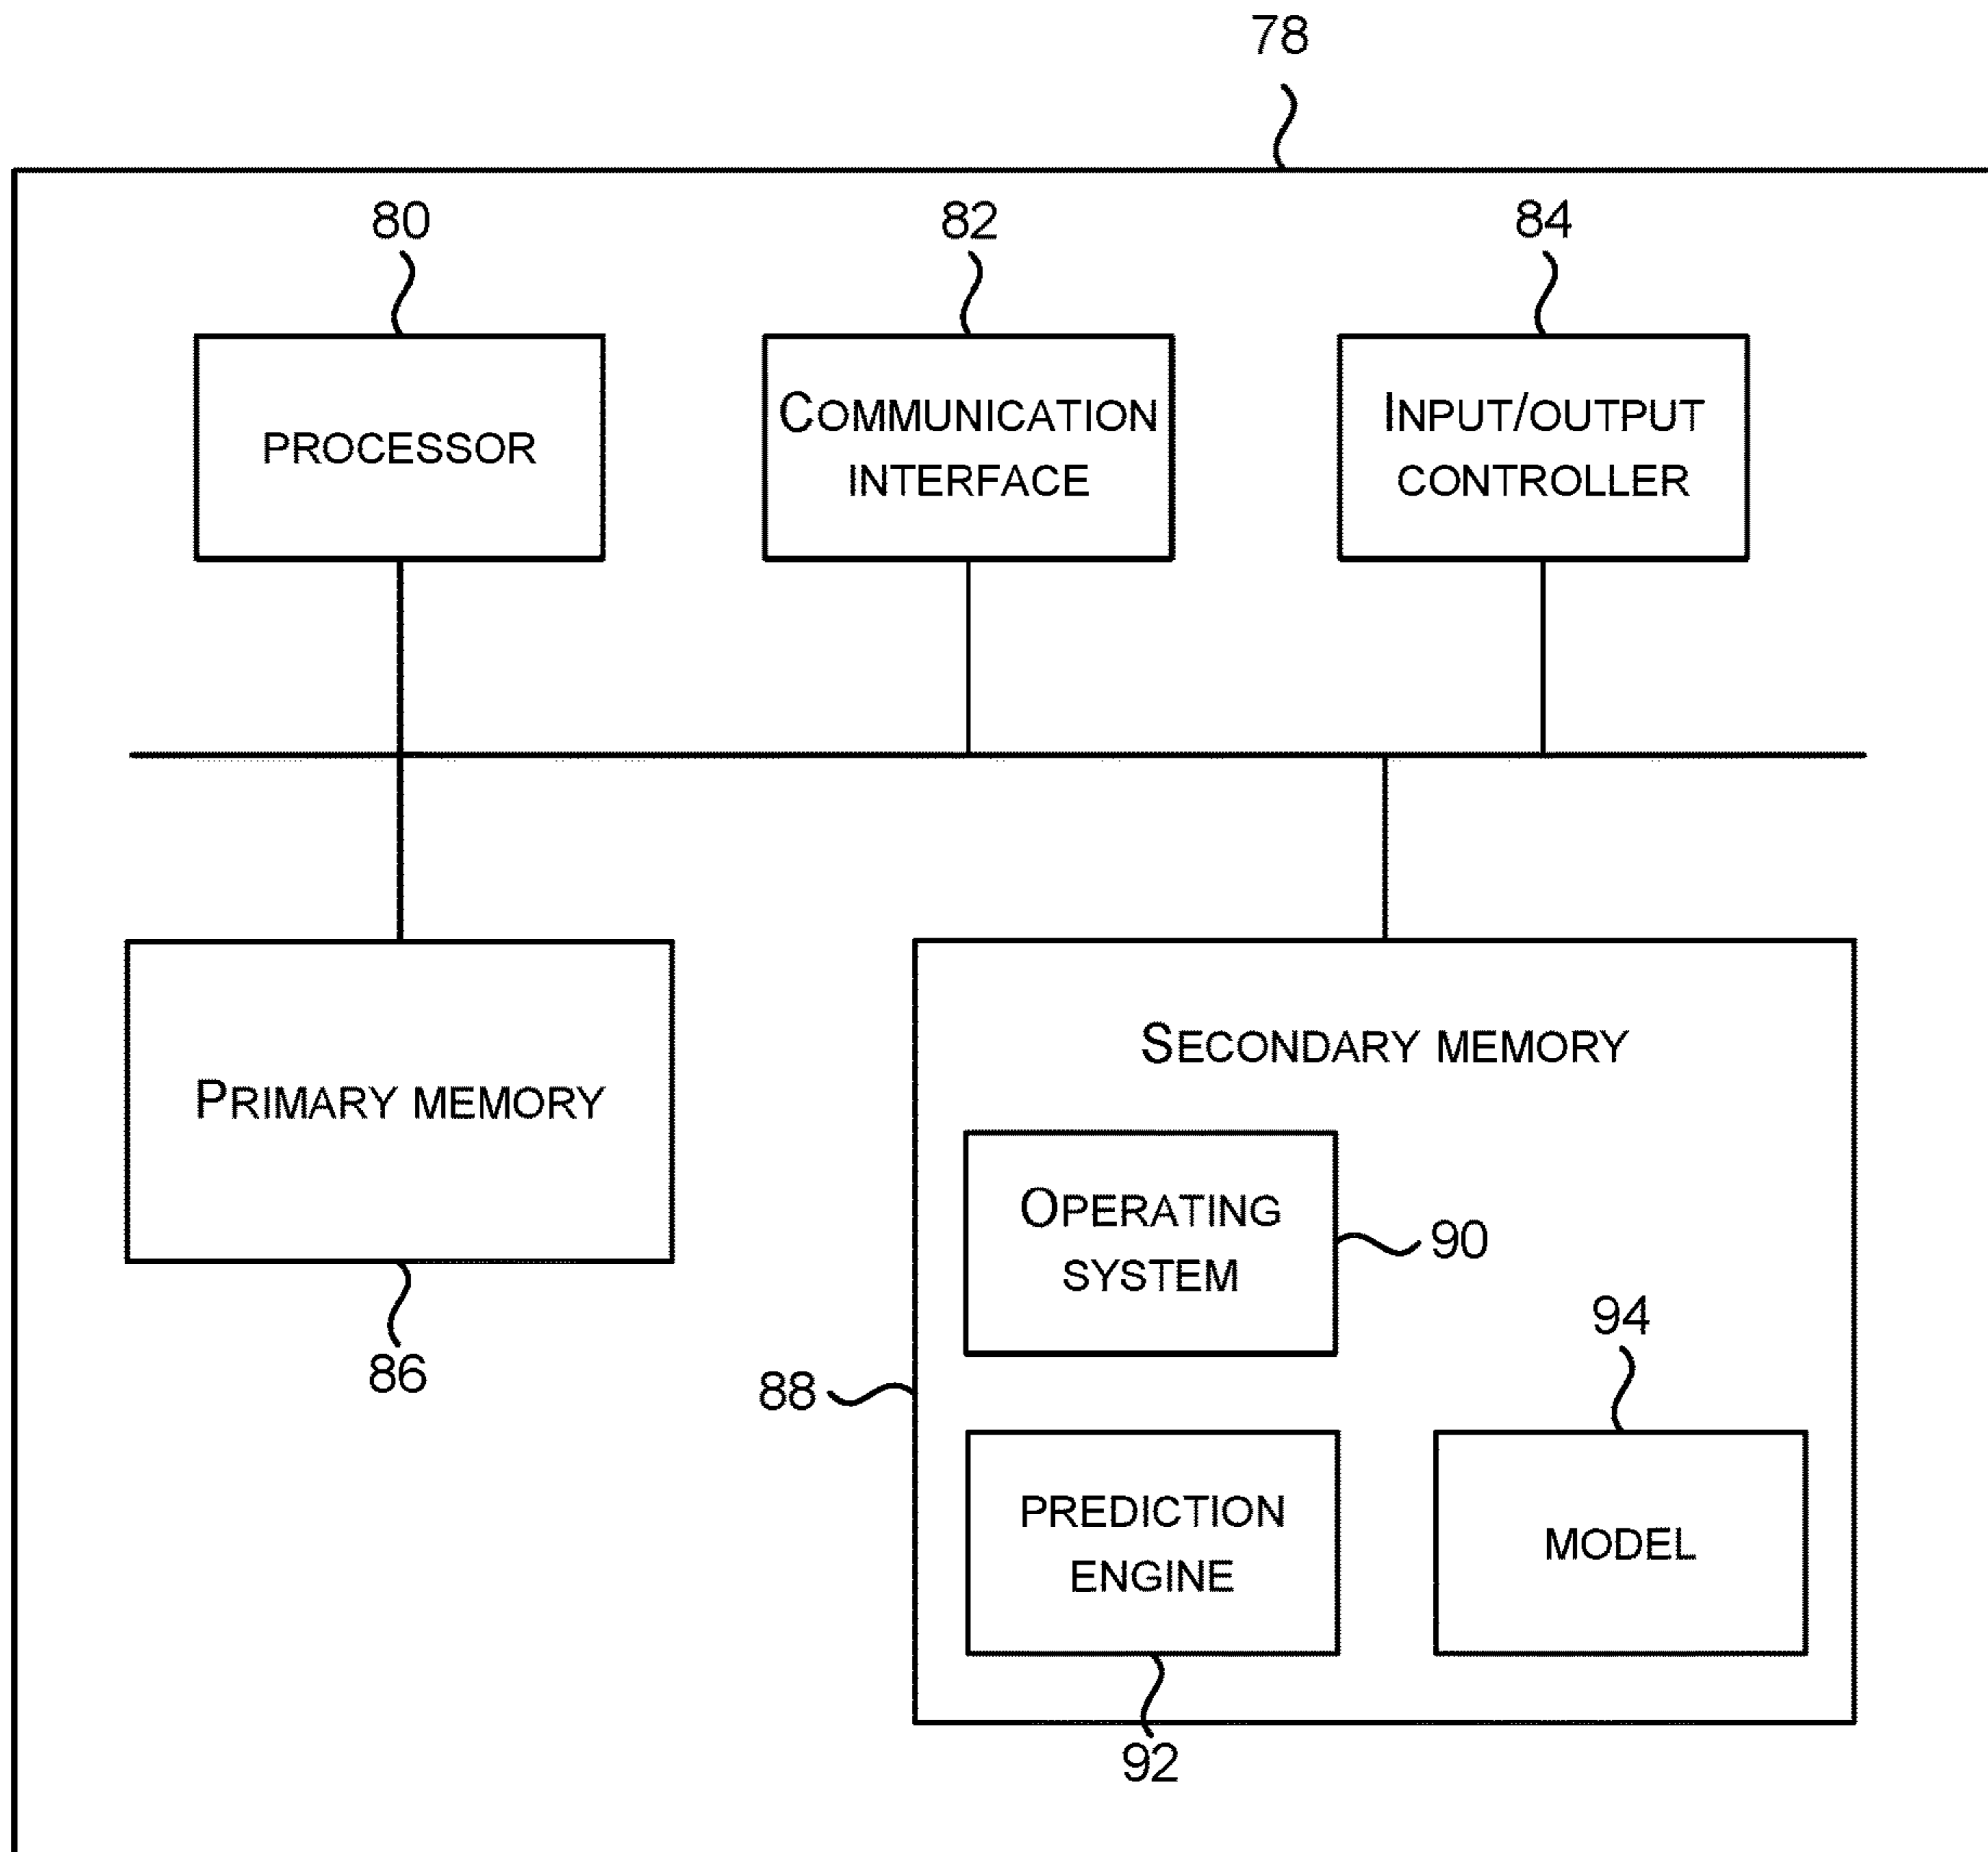 78
80
82
84
PROCESSOR
COMMUNICATION
INTERFACE
INPUT/OUTPUT
CONTROLLER
PRIMARY MEMORY
86
SECONDARY MEMORY
OPERATING
SYSTEM
90
88
94
PREDICTION
ENGINE
MODEL
92